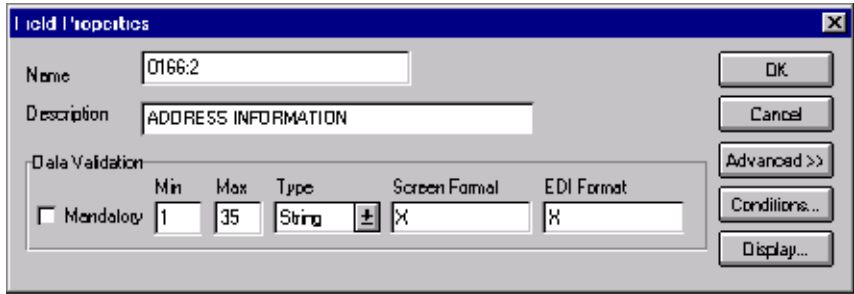 Field Properties
Name 0166:2 OK
Description ADDRESS INFORMATION Cancel
Data Validation Advanced >>
Min Max Type Screen Format EDI Format
Mandatory 1 35 String X X Conditions...
Display...